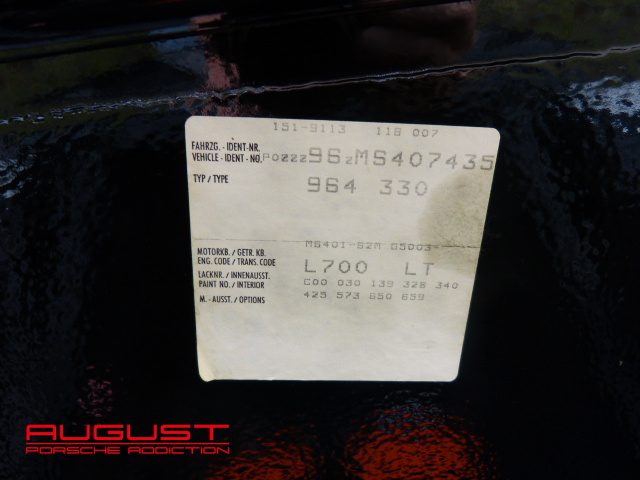 151-9113 118 007
FAHRZG. - IDENT-NR.
VEHICLE - IDENT - NO. P0ZZZ96ZMS407435
TYP / TYPE 964 330
MOTORKB. / GETR. KB. M6401-62M G5003
ENG. CODE / TRANS. CODE
LACKNR. / INNENAUSST. L700 LT
PAINT NO. / INTERIOR C00 030 139 328 340
M. - AUSST. / OPTIONS 425 573 650 659
AUGUST
PORSCHE ADDICTION